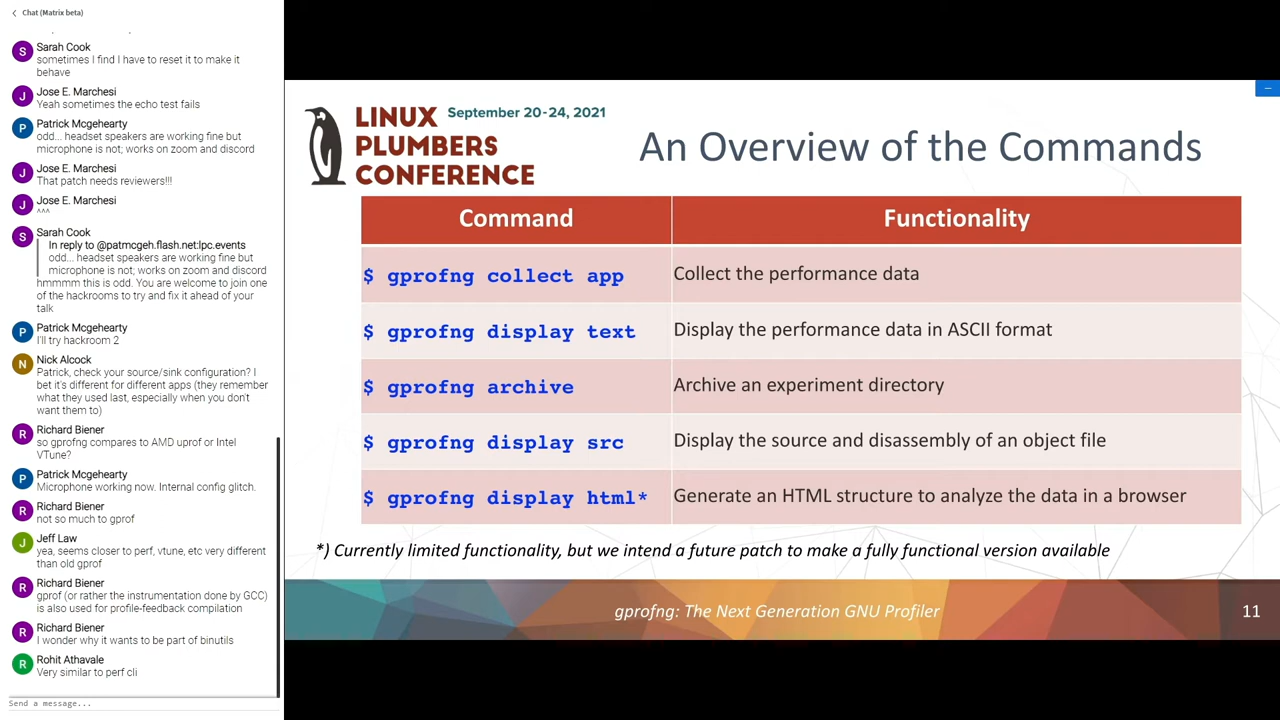 Chat (Matrix beta)
S
Sarah Cook
sometimes I find I have to reset it to make it
behave
J
Jose E. Marchesi
Yeah sometimes the echo test fails
P
Patrick Mcgehearty
odd... headset speakers are working fine but
microphone is not; works on zoom and discord
J
Jose E. Marchesi
That patch needs reviewers!!!
J
Jose E. Marchesi
^^^
S
Sarah Cook
In reply to @patmcgeh.flash.net:lpc.events
odd... headset speakers are working fine but
microphone is not; works on zoom and discord
hmmmm this is odd. You are welcome to join one
of the hackrooms to try and fix it ahead of your
talk
P
Patrick Mcgehearty
I'll try hackroom 2
N
Nick Alcock
Patrick, check your source/sink configuration? I
bet it's different for different apps (they remember
what they used last, especially when you don't
want them to)
R
Richard Biener
so gprofng compares to AMD uprof or Intel
VTune?
P
Patrick Mcgehearty
Microphone working now. Internal config glitch.
R
Richard Biener
not so much to gprof
J
Jeff Law
yea, seems closer to perf, vtune, etc very different
than old gprof
R
Richard Biener
gprof (or rather the instrumentation done by GCC)
is also used for profile-feedback compilation
R
Richard Biener
I wonder why it wants to be part of binutils
R
Rohit Athavale
Very similar to perf cli
Send a message...
LINUX
PLUMBERS
CONFERENCE
September 20-24, 2021
An Overview of the Commands
Command Functionality
$ gprofng collect app Collect the performance data
$ gprofng display text Display the performance data in ASCII format
$ gprofng archive Archive an experiment directory
$ gprofng display src Display the source and disassembly of an object file
$ gprofng display html* Generate an HTML structure to analyze the data in a browser
*) Currently limited functionality, but we intend a future patch to make a fully functional version available
gprofng: The Next Generation GNU Profiler
11